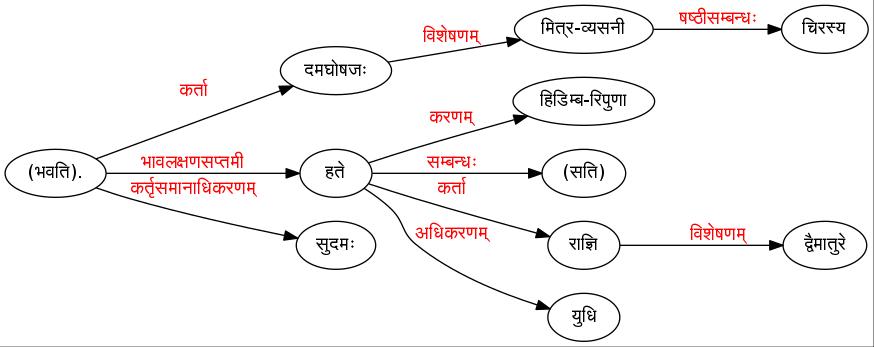 मित्र-व्यसनी
षष्ठीसम्बन्धः
चिरस्य
विशेषणम्
दमघोषजः
कर्ता
हिडिम्ब-रिपुणा
करणम्
(भवति).
भावलक्षणसप्तमी
हते
सम्बन्धः
(सति)
कर्तृसमानाधिकरणम्
कर्ता
सुदमः
अधिकरणम्
राज्ञि
विशेषणम्
द्वैमातुरे
युधि